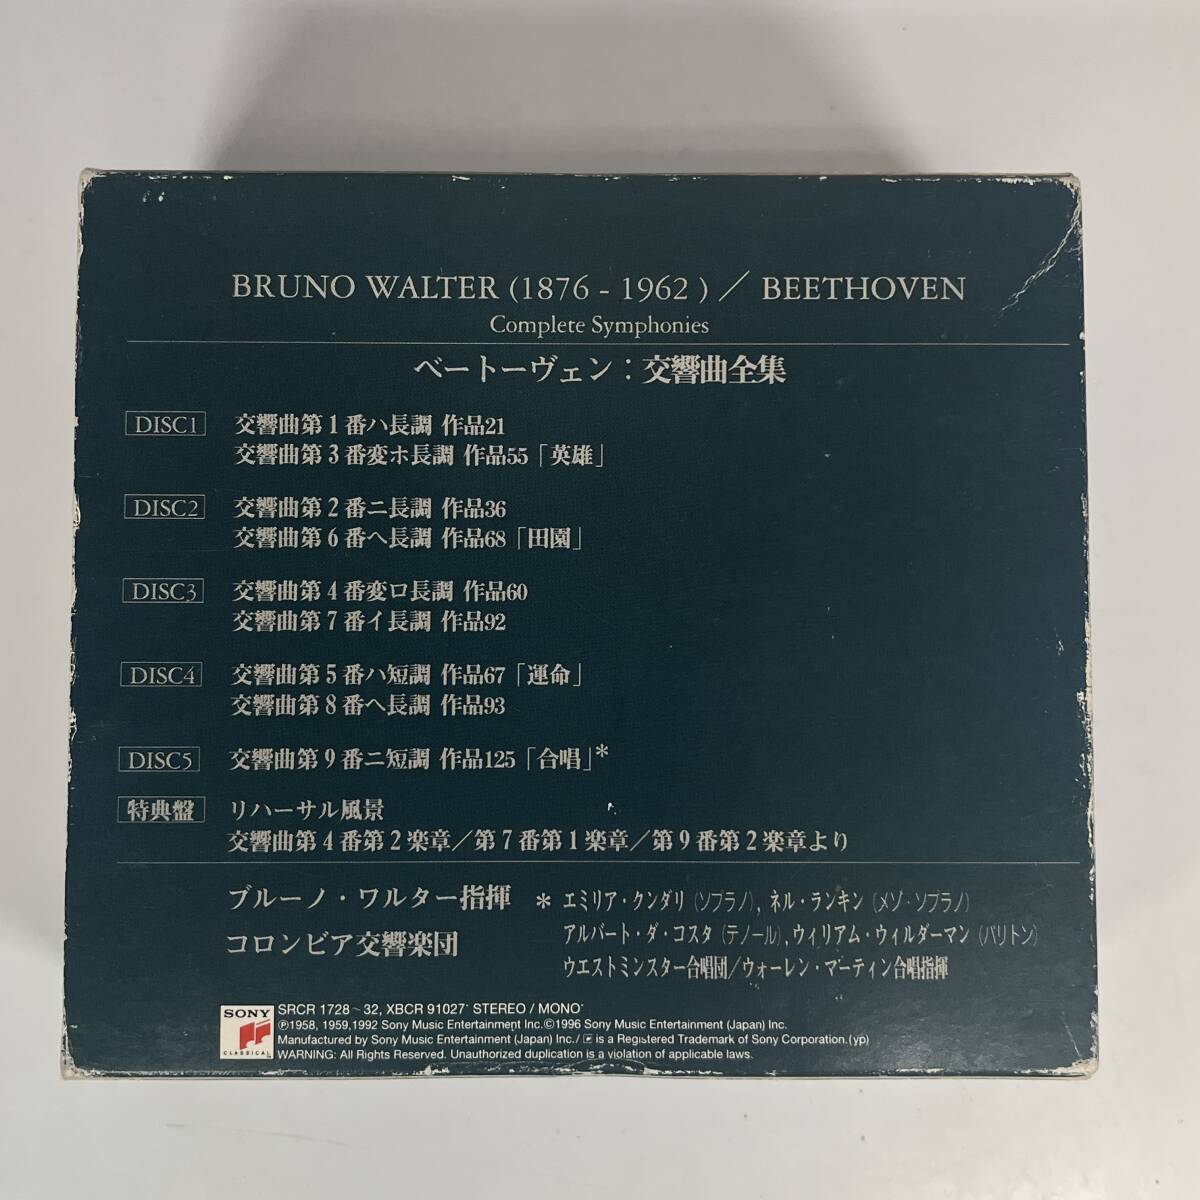 BRUNO WALTER (1876 - 1962 ) / BEETHOVEN
Complete Symphonies
ベートーヴェン：交響曲全集
DISC1 交響曲第1番ハ長調 作品21
交響曲第3番変ホ長調 作品55「英雄」
DISC2 交響曲第2番ニ長調 作品36
交響曲第6番ヘ長調 作品68「田園」
DISC3 交響曲第4番変ロ長調 作品60
交響曲第7番イ長調 作品92
DISC4 交響曲第5番ハ短調 作品67「運命」
交響曲第8番ヘ長調 作品93
DISC5 交響曲第9番ニ短調 作品125「合唱」*
特典盤 リハーサル風景
交響曲第4番第2楽章／第7番第1楽章／第9番第2楽章より
ブルーノ・ワルター指揮
コロンビア交響楽団
* エミリア・クンダリ（ソプラノ）, ネル・ランキン（メゾ・ソプラノ）
アルバート・ダ・コスタ（テノール）, ウィリアム・ウィルダーマン（バリトン）
ウエストミンスター合唱団/ウォーレン・マーティン合唱指揮
SONY
CLASSICAL
SRCR 1728～32, XBCR 91027* STEREO / MONO*
℗1958, 1959,1992 Sony Music Entertainment Inc.©1996 Sony Music Entertainment (Japan) Inc.
Manufactured by Sony Music Entertainment (Japan) Inc./ is a Registered Trademark of Sony Corporation.(yp)
WARNING: All Rights Reserved. Unauthorized duplication is a violation of applicable laws.